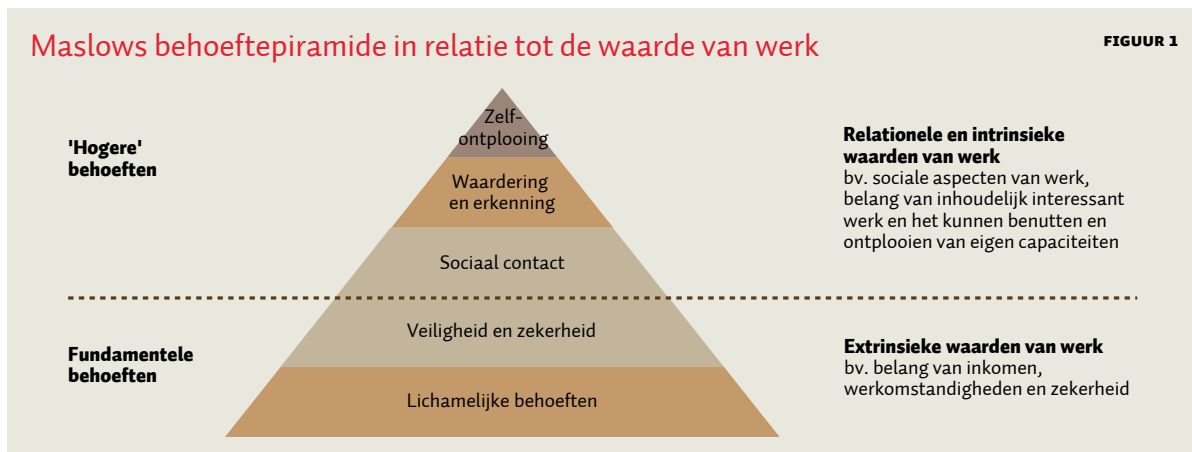 Maslows behoeftepiramide in relatie tot de waarde van werk
FIGUUR 1
'Hogere'
behoeften
Zelf-
ontplooing
Waardering
en erkenning
Sociaal contact
Relationele en intrinsieke
waarden van werk
bv. sociale aspecten van werk,
belang van inhoudelijk interessant
werk en het kunnen benutten en
ontplooien van eigen capaciteiten
Fundamentele
behoeften
Veiligheid en zekerheid
Lichamelijke behoeften
Extrinsieke waarden van werk
bv. belang van inkomen,
werkomstandigheden en zekerheid